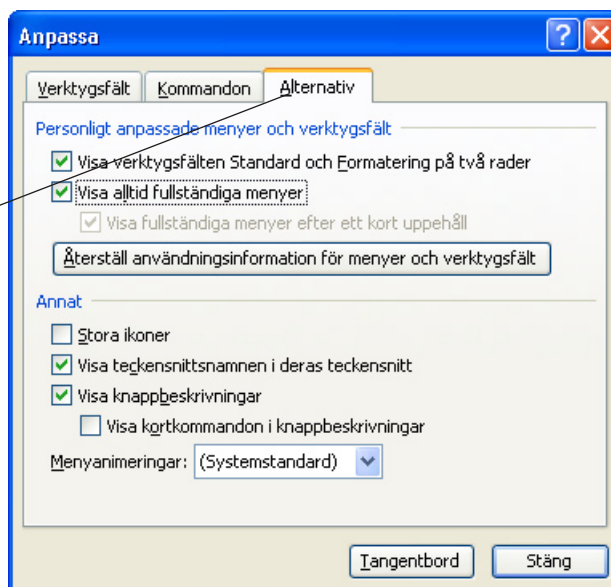 Anpassa
Verktygsfält Kommandon Alternativ
Personligt anpassade menyer och verktygsfält
Visa verktygsfälten Standard och Formatering på två rader
Visa alltid fullständiga menyer
Visa fullständiga menyer efter ett kort uppehåll
Återställ användningsinformation för menyer och verktygsfält
Annat
Stora ikoner
Visa teckensnittsnamnen i deras teckensnitt
Visa knappbeskrivningar
Visa kortkommandon i knappbeskrivningar
Menyanimeringar: (Systemstandard)
Tangentbord Stäng